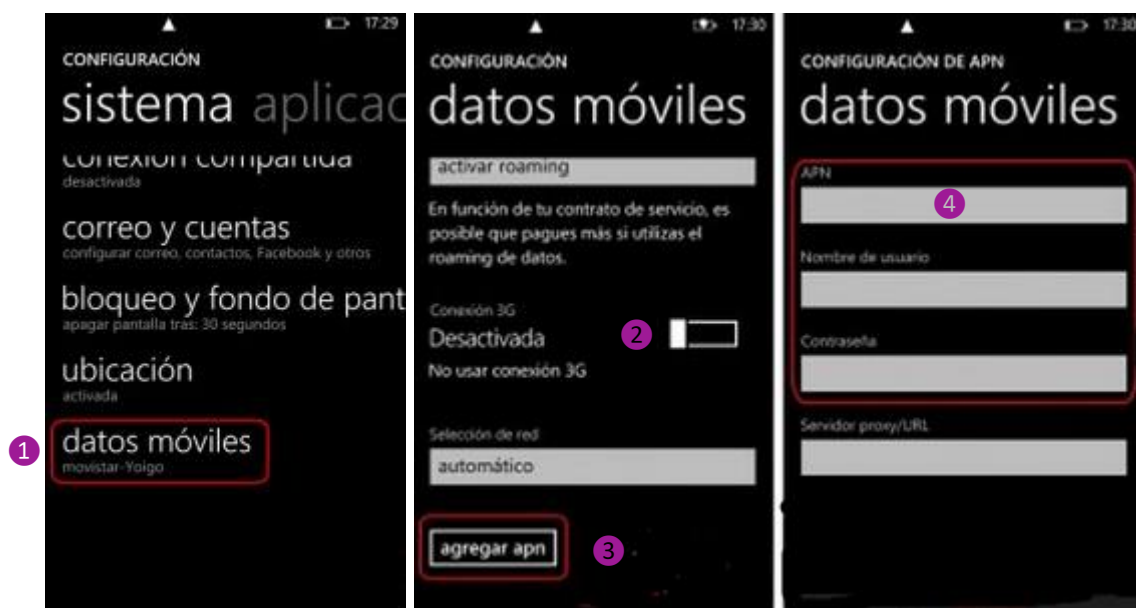 17:29
CONFIGURACIÓN
sistema aplicac
conexión compartida
desactivada
correo y cuentas
configurar correo, contactos, Facebook y otros
bloqueo y fondo de pant
apagar pantalla tras: 30 segundos
ubicación
activada
1
datos móviles
movistar-Yoigo
17:30
CONFIGURACIÓN
datos móviles
activar roaming
En función de tu contrato de servicio, es
posible que pagues más si utilizas el
roaming de datos.
Conexión 3G
Desactivada
2
No usar conexión 3G
Selección de red
automático
agregar apn
3
17:30
CONFIGURACIÓN DE APN
datos móviles
APN
4
Nombre de usuario
Contraseña
Servidor proxy/URL